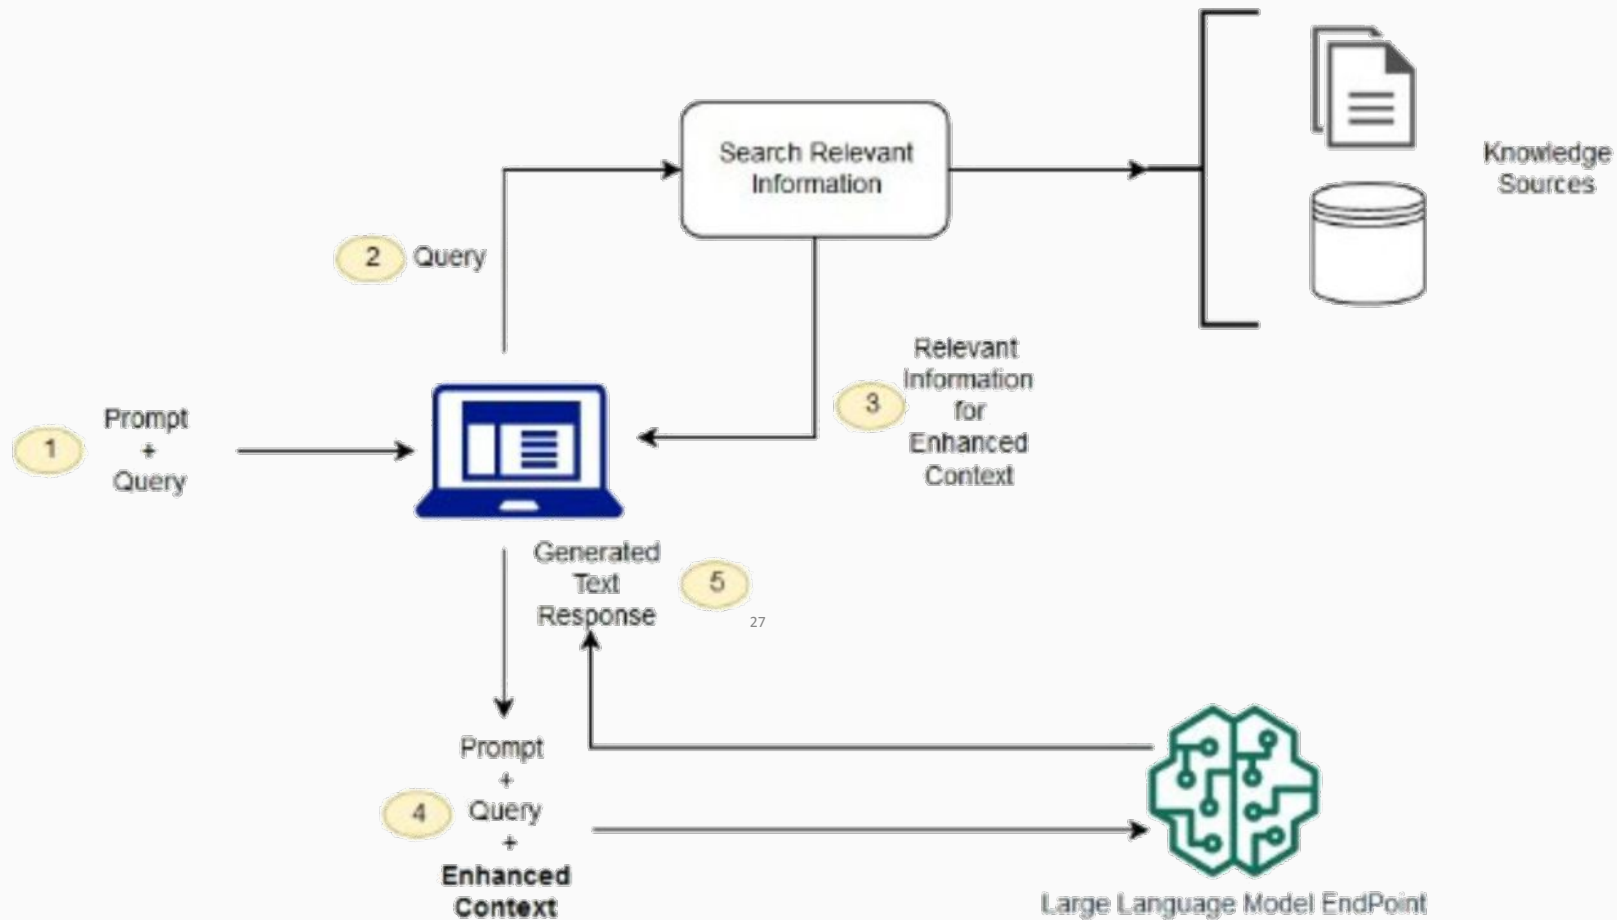 Search Relevant
Information
Knowledge
Sources
2 Query
3
Relevant
Information
for
Enhanced
Context
1
Prompt
+
Query
Generated
Text
Response
5
27
4
Prompt
+
Query
+
Enhanced
Context
Large Language Model EndPoint